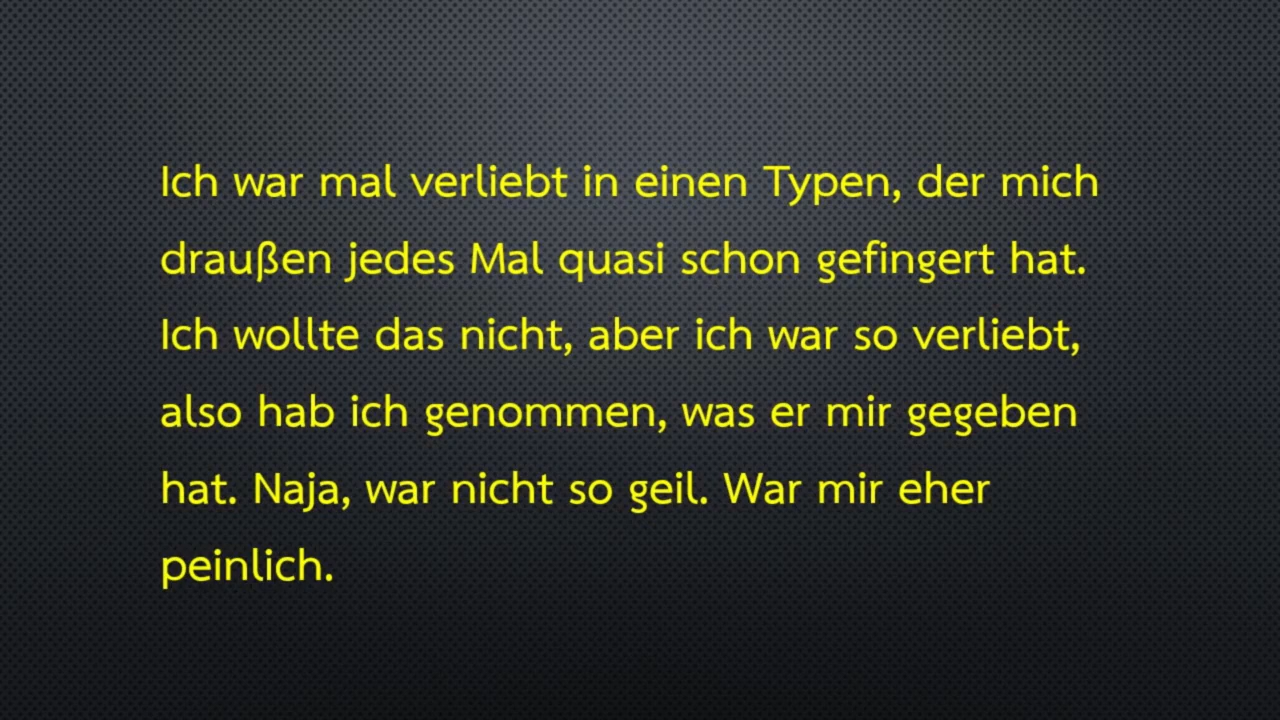 Ich war mal verliebt in einen Typen, der mich
draußen jedes Mal quasi schon gefingert hat.
Ich wollte das nicht, aber ich war so verliebt,
also hab ich genommen, was er mir gegeben
hat. Naja, war nicht so geil. War mir eher
peinlich.